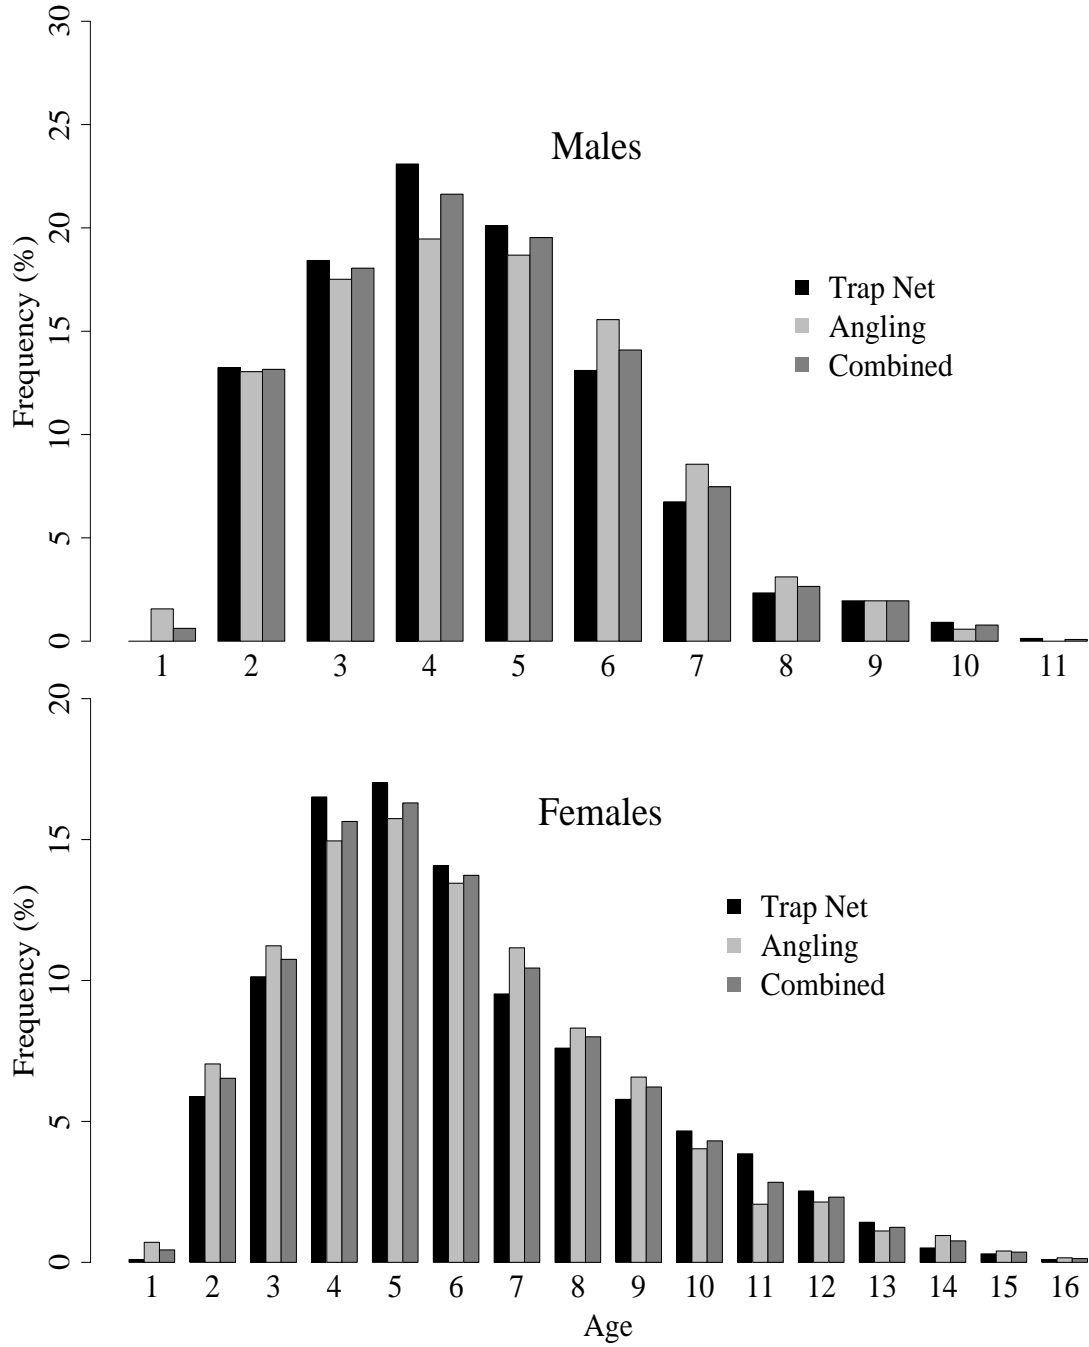 Males
Frequency (%)
30
25
20
15
10
5
0
Trap Net
Angling
Combined
1 2 3 4 5 6 7 8 9 10 11
Females
Frequency (%)
20
15
10
5
0
Trap Net
Angling
Combined
1 2 3 4 5 6 7 8 9 10 11 12 13 14 15 16
Age